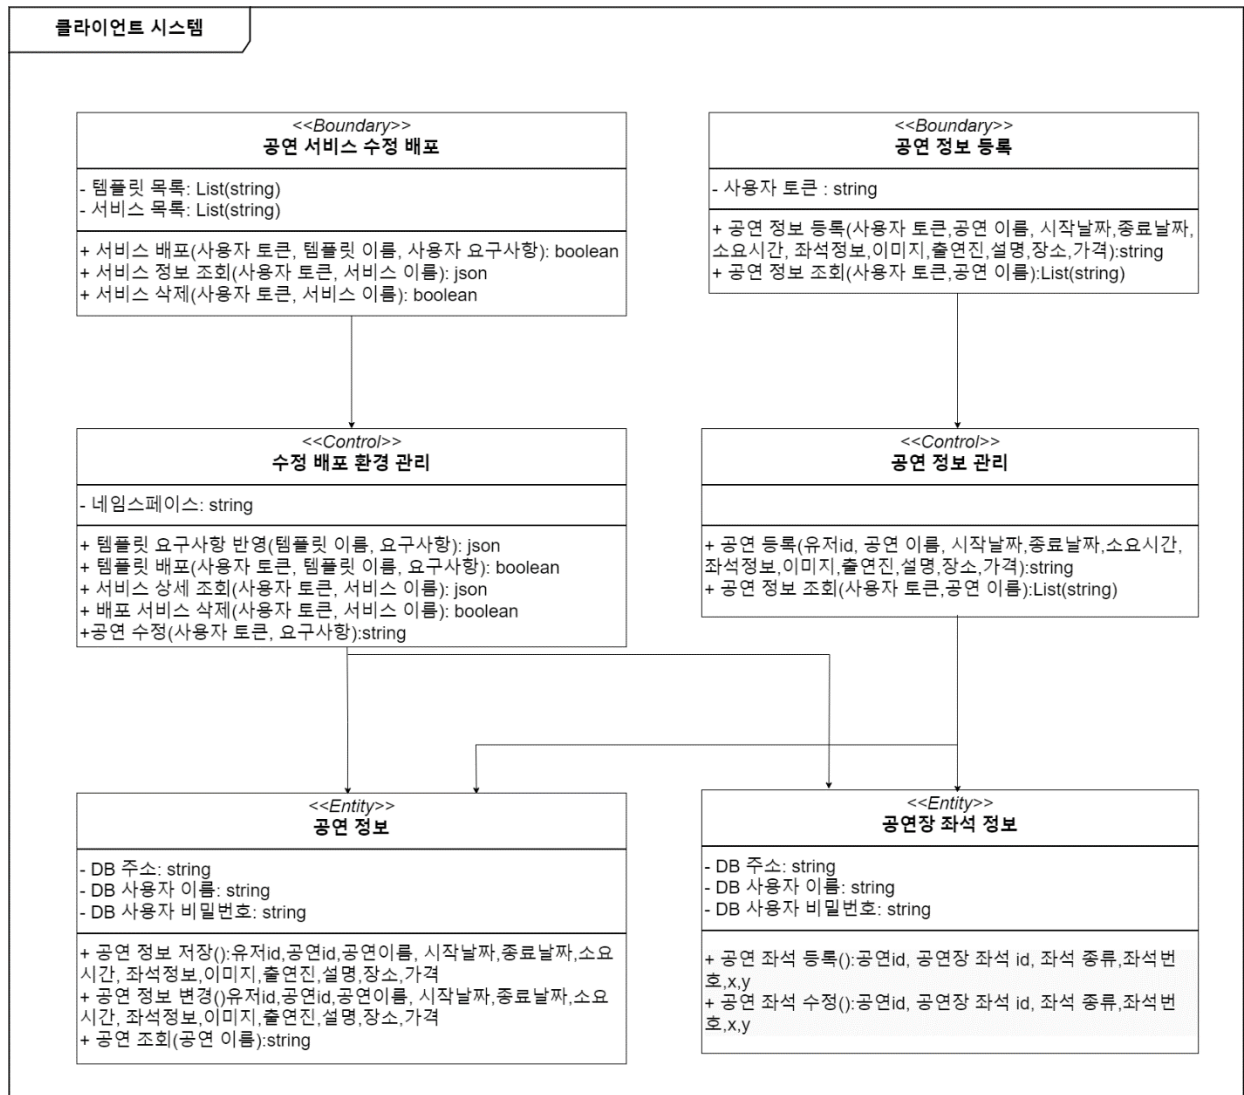 클라이언트 시스템
<<Boundary>>
공연 서비스 수정 배포
- 템플릿 목록: List(string)
- 서비스 목록: List(string)
+ 서비스 배포(사용자 토큰, 템플릿 이름, 사용자 요구사항): boolean
+ 서비스 정보 조회(사용자 토큰, 서비스 이름): json
+ 서비스 삭제(사용자 토큰, 서비스 이름): boolean
<<Boundary>>
공연 정보 등록
- 사용자 토큰 : string
+ 공연 정보 등록(사용자 토큰,공연 이름, 시작날짜,종료날짜,
소요시간, 좌석정보,이미지,출연진,설명,장소,가격):string
+ 공연 정보 조회(사용자 토큰,공연 이름):List(string)
<<Control>>
수정 배포 환경 관리
- 네임스페이스: string
+ 템플릿 요구사항 반영(템플릿 이름, 요구사항): json
+ 템플릿 배포(사용자 토큰, 템플릿 이름, 요구사항): boolean
+ 서비스 상세 조회(사용자 토큰, 서비스 이름): json
+ 배포 서비스 삭제(사용자 토큰, 서비스 이름): boolean
+공연 수정(사용자 토큰, 요구사항):string
<<Control>>
공연 정보 관리
+ 공연 등록(유저id, 공연 이름, 시작날짜,종료날짜,소요시간,
좌석정보,이미지,출연진,설명,장소,가격):string
+ 공연 정보 조회(사용자 토큰,공연 이름):List(string)
<<Entity>>
공연 정보
- DB 주소: string
- DB 사용자 이름: string
- DB 사용자 비밀번호: string
+ 공연 정보 저장():유저id,공연id,공연이름, 시작날짜,종료날짜,소요
시간, 좌석정보,이미지,출연진,설명,장소,가격
+ 공연 정보 변경()유저id,공연id,공연이름, 시작날짜,종료날짜,소요
시간, 좌석정보,이미지,출연진,설명,장소,가격
+ 공연 조회(공연 이름):string
<<Entity>>
공연장 좌석 정보
- DB 주소: string
- DB 사용자 이름: string
- DB 사용자 비밀번호: string
+ 공연 좌석 등록():공연id, 공연장 좌석 id, 좌석 종류,좌석번
호,x,y
+ 공연 좌석 수정():공연id, 공연장 좌석 id, 좌석 종류,좌석번
호,x,y